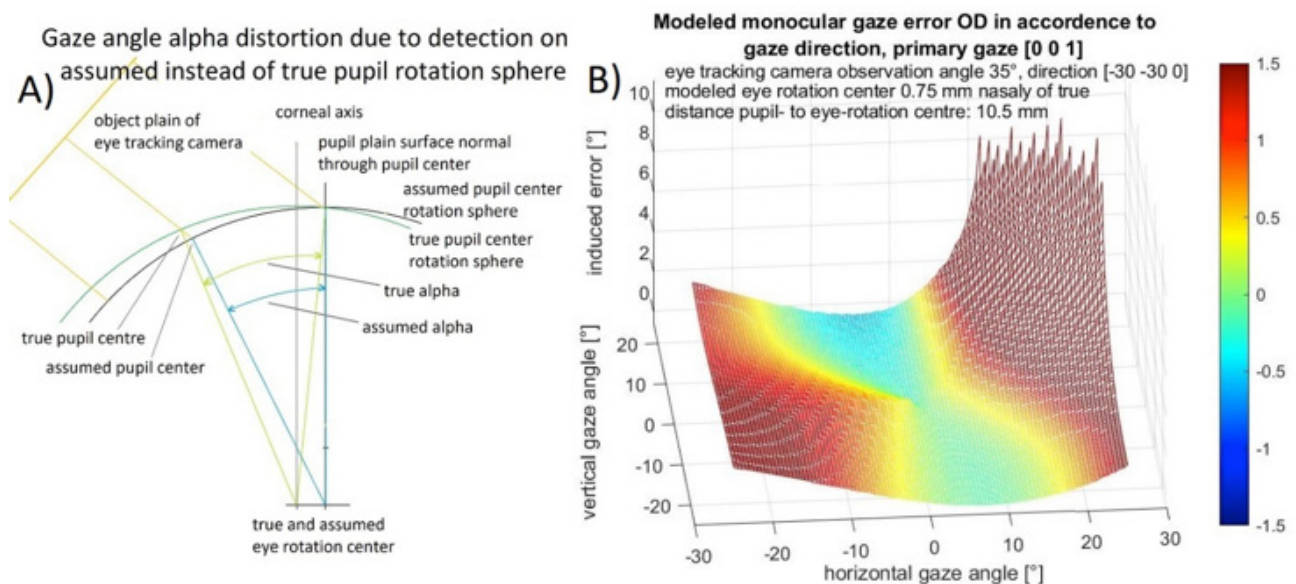 Gaze angle alpha distortion due to detection on
assumed instead of true pupil rotation sphere
A)
corneal axis
object plain of
eye tracking camera
pupil plain surface normal
through pupil center
assumed pupil center
rotation sphere
true pupil center
rotation sphere
true alpha
assumed alpha
true pupil centre
assumed pupil center
true and assumed
eye rotation center
Modeled monocular gaze error OD in accordence to
gaze direction, primary gaze [0 0 1]
B)
eye tracking camera observation angle 35°, direction [-30 -30 0]
modeled eye rotation center 0.75 mm nasaly of true
distance pupil- to eye-rotation centre: 10.5 mm
induced error [°]
10
8
6
4
2
0
vertical gaze angle [°]
20
10
0
-10
-20
-30
-20
-10
0
10
20
30
horizontal gaze angle [°]
1.5
1
0.5
0
-0.5
-1
-1.5